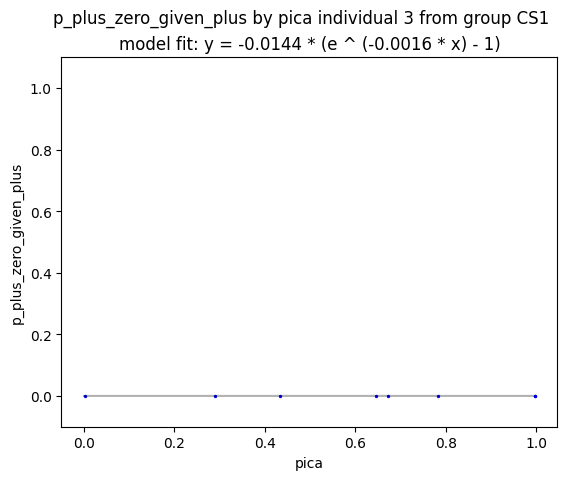 p_plus_zero_given_plus by pica individual 3 from group CS1
model fit: y = -0.0144 * (e ^ (-0.0016 * x) - 1)
p_plus_zero_given_plus
1.0
0.8
0.6
0.4
0.2
0.0
0.0 0.2 0.4 0.6 0.8 1.0
pica